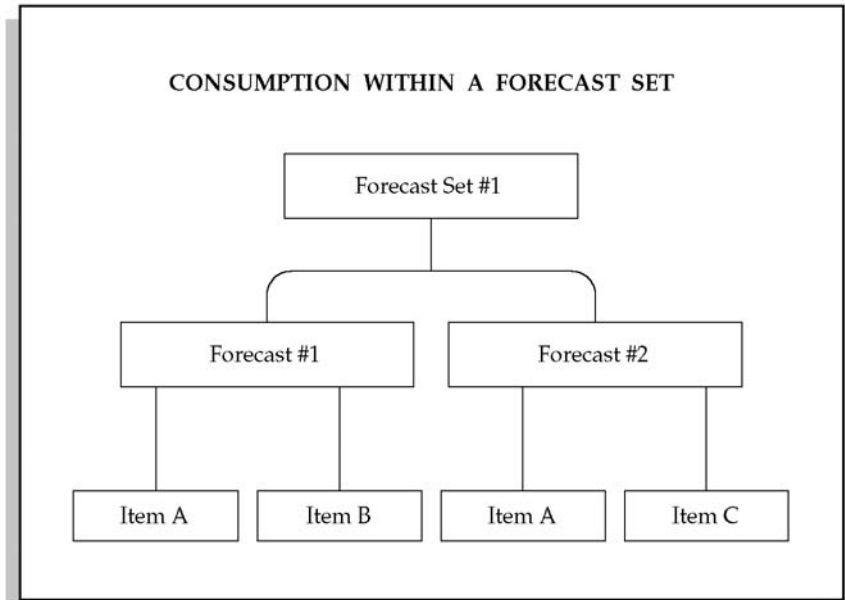 CONSUMPTION WITHIN A FORECAST SET
Forecast Set #1
Forecast #1
Forecast #2
Item A
Item B
Item A
Item C